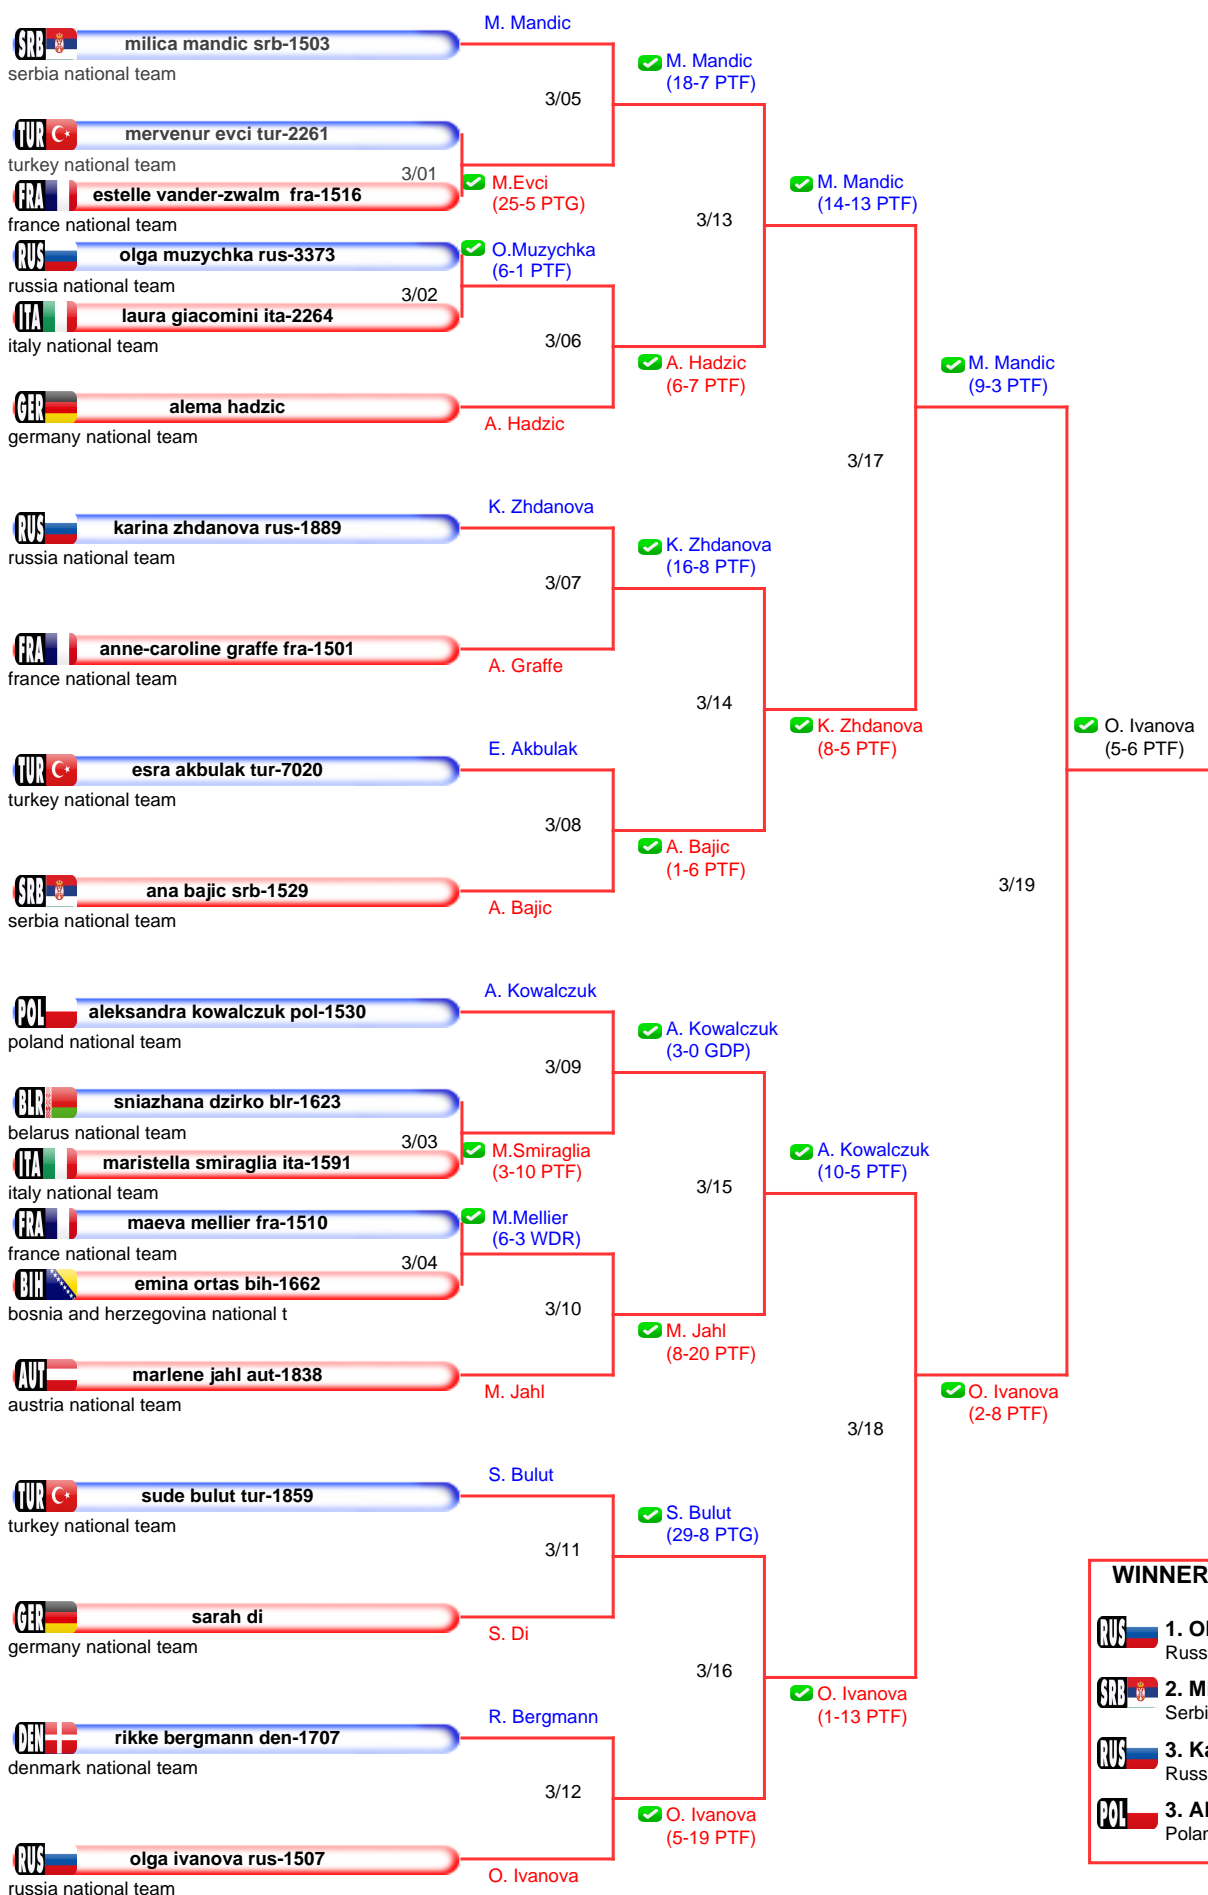 M. Mandic
SRB milica mandic srb-1503
serbia national team
M. Mandic
(18-7 PTF)
3/05
TUR mervenur evci tur-2261
turkey national team
3/01
M.Evci
(25-5 PTG)
FRA estelle vander-zwalm fra-1516
france national team
M. Mandic
(14-13 PTF)
3/13
RUS olga muzychka rus-3373
russia national team
O.Muzychka
(6-1 PTF)
3/02
ITA laura giacomini ita-2264
italy national team
3/06
A. Hadzic
(6-7 PTF)
M. Mandic
(9-3 PTF)
GER alema hadzic
germany national team
A. Hadzic
3/17
K. Zhdanova
RUS karina zhdanova rus-1889
russia national team
K. Zhdanova
(16-8 PTF)
3/07
FRA anne-caroline graffe fra-1501
france national team
A. Graffe
3/14
K. Zhdanova
(8-5 PTF)
O. Ivanova
(5-6 PTF)
E. Akbulak
TUR esra akbulak tur-7020
turkey national team
3/08
A. Bajic
(1-6 PTF)
SRB ana bajic srb-1529
serbia national team
A. Bajic
3/19
A. Kowalczuk
POL aleksandra kowalczuk pol-1530
poland national team
A. Kowalczuk
(3-0 GDP)
3/09
BLR sniazhana dzirko blr-1623
belarus national team
3/03
M.Smiraglia
(3-10 PTF)
ITA maristella smiraglia ita-1591
italy national team
A. Kowalczuk
(10-5 PTF)
3/15
FRA maeva mellier fra-1510
france national team
M.Mellier
(6-3 WDR)
3/04
BIH emina ortas bih-1662
bosnia and herzegovina national t
3/10
M. Jahl
(8-20 PTF)
AUT marlene jahl aut-1838
austria national team
M. Jahl
O. Ivanova
(2-8 PTF)
3/18
S. Bulut
TUR sude bulut tur-1859
turkey national team
S. Bulut
(29-8 PTG)
3/11
GER sarah di
germany national team
S. Di
3/16
O. Ivanova
(1-13 PTF)
R. Bergmann
DEN rikke bergmann den-1707
denmark national team
3/12
O. Ivanova
(5-19 PTF)
RUS olga ivanova rus-1507
russia national team
O. Ivanova
WINNER
RUS 1. Ol
Russ
SRB 2. Mi
Serbi
RUS 3. Ka
Russ
POL 3. Al
Polar